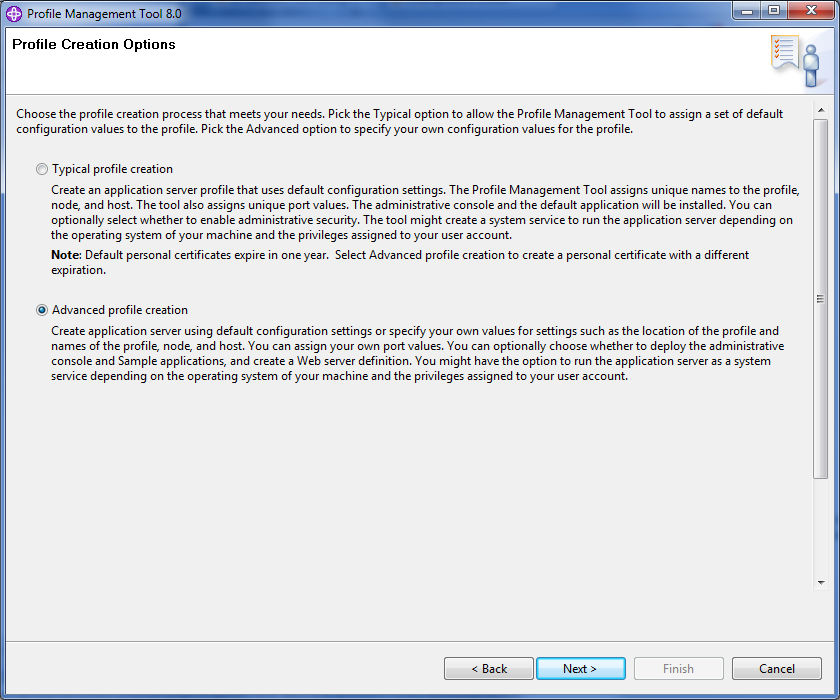 Profile Management Tool 8.0
Profile Creation Options
Choose the profile creation process that meets your needs. Pick the Typical option to allow the Profile Management Tool to assign a set of default
configuration values to the profile. Pick the Advanced option to specify your own configuration values for the profile.
Typical profile creation
Create an application server profile that uses default configuration settings. The Profile Management Tool assigns unique names to the profile,
node, and host. The tool also assigns unique port values. The administrative console and the default application will be installed. You can
optionally select whether to enable administrative security. The tool might create a system service to run the application server depending on
the operating system of your machine and the privileges assigned to your user account.
Note: Default personal certificates expire in one year. Select Advanced profile creation to create a personal certificate with a different
expiration.
Advanced profile creation
Create application server using default configuration settings or specify your own values for settings such as the location of the profile and
names of the profile, node, and host. You can assign your own port values. You can optionally choose whether to deploy the administrative
console and Sample applications, and create a Web server definition. You might have the option to run the application server as a system
service depending on the operating system of your machine and the privileges assigned to your user account.
< Back
Next >
Finish
Cancel